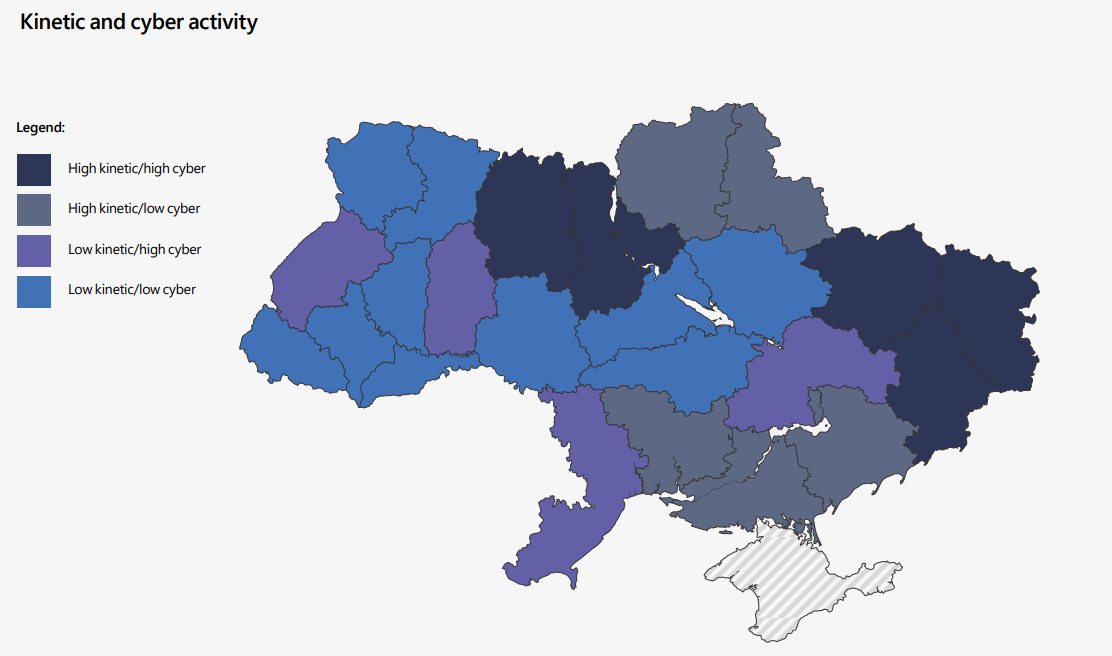 Kinetic and cyber activity
Legend:
High kinetic/high cyber
High kinetic/low cyber
Low kinetic/high cyber
Low kinetic/low cyber